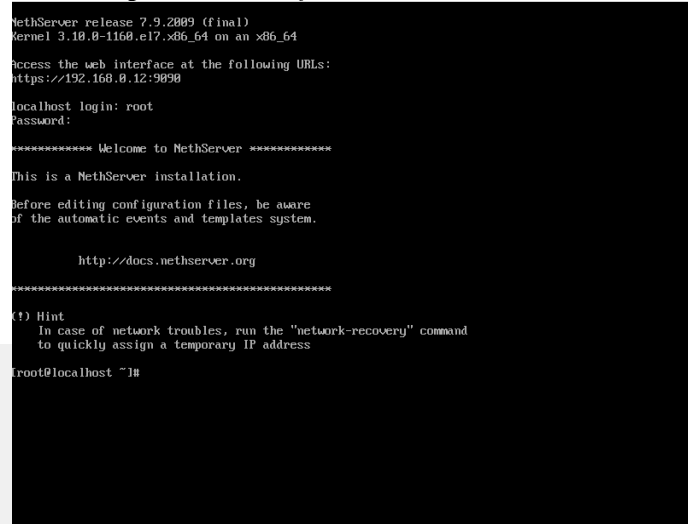 NethServer release 7.9.2009 (final)
Kernel 3.10.0-1160.el7.x86_64 on an x86_64
Access the web interface at the following URLs:
https://192.168.0.12:9090
localhost login: root
Password:
************ Welcome to NethServer ************
This is a NethServer installation.
Before editing configuration files, be aware
of the automatic events and templates system.
http://docs.nethserver.org
***********************************************
(!) Hint
In case of network troubles, run the "network-recovery" command
to quickly assign a temporary IP address
[root@localhost ~]#